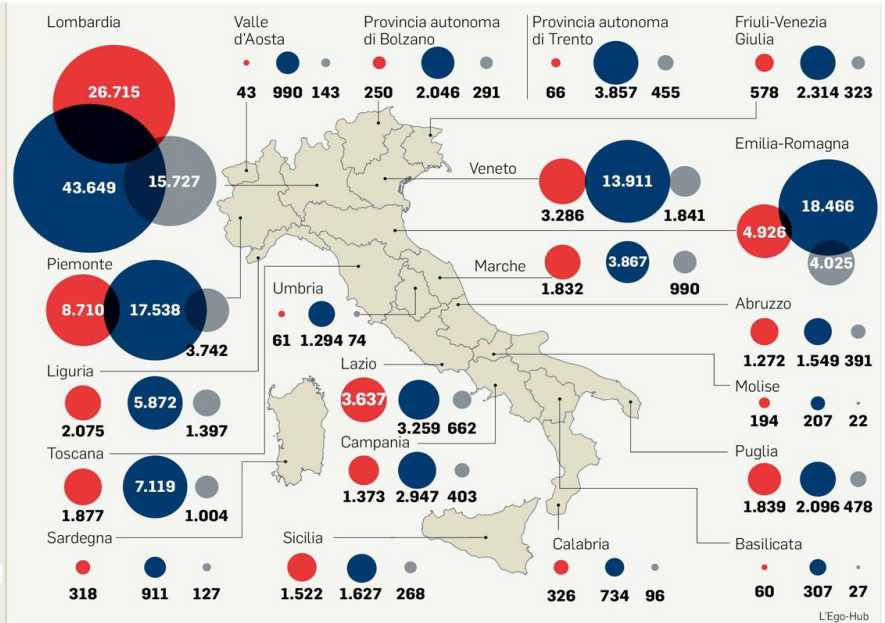 Lombardia
26.715
43.649
15.727
Valle
d'Aosta
43 990 143
Provincia autonoma
di Bolzano
250 2.046 291
Provincia autonoma
di Trento
66 3.857 455
Friuli-Venezia
Giulia
578 2.314 323
Veneto
13.911
3.286
1.841
Emilia-Romagna
18.466
4.926
4.025
Marche
3.867
1.832
990
Piemonte
8.710 17.538
3.742
Umbria
61 1.294 74
Abruzzo
1.272 1.549 391
Liguria
5.872
2.075
1.397
Lazio
3.637
3.259 662
Molise
194 207 22
Toscana
7.119
1.877
1.004
Campania
1.373 2.947 403
Puglia
1.839 2.096 478
Sardegna
318 911 127
Sicilia
1.522 1.627 268
Calabria
326 734 96
Basilicata
60 307 27
L'Ego-Hub